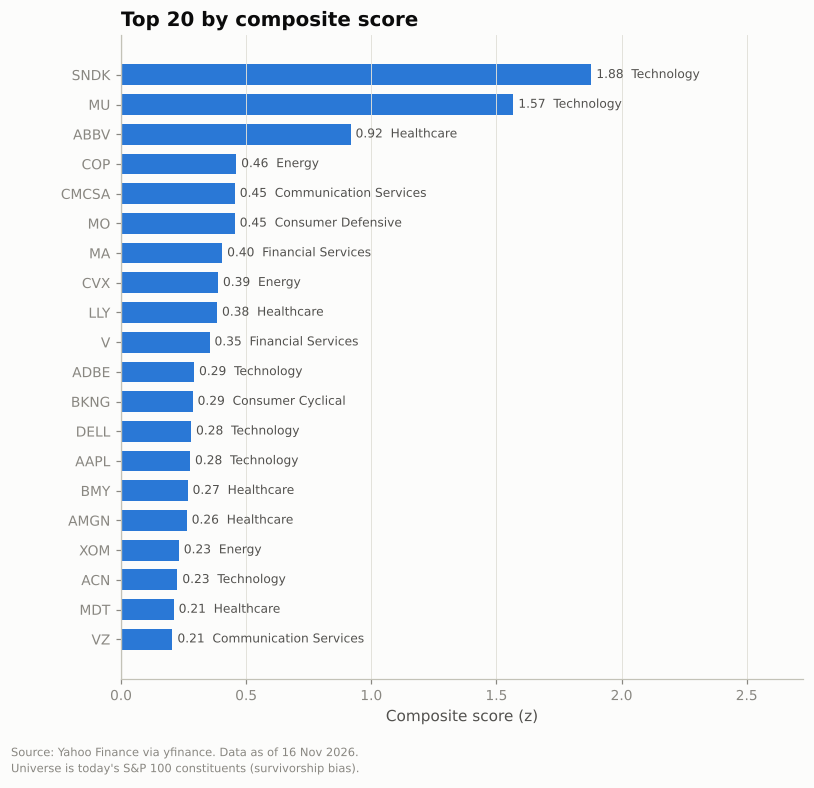 Top 20 by composite score
SNDK 1.88 Technology
MU 1.57 Technology
ABBV 0.92 Healthcare
COP 0.46 Energy
CMCSA 0.45 Communication Services
MO 0.45 Consumer Defensive
MA 0.40 Financial Services
CVX 0.39 Energy
LLY 0.38 Healthcare
V 0.35 Financial Services
ADBE 0.29 Technology
BKNG 0.29 Consumer Cyclical
DELL 0.28 Technology
AAPL 0.28 Technology
BMY 0.27 Healthcare
AMGN 0.26 Healthcare
XOM 0.23 Energy
ACN 0.23 Technology
MDT 0.21 Healthcare
VZ 0.21 Communication Services
0.0 0.5 1.0 1.5 2.0 2.5
Composite score (z)
Source: Yahoo Finance via yfinance. Data as of 16 Nov 2026.
Universe is today's S&P 100 constituents (survivorship bias).